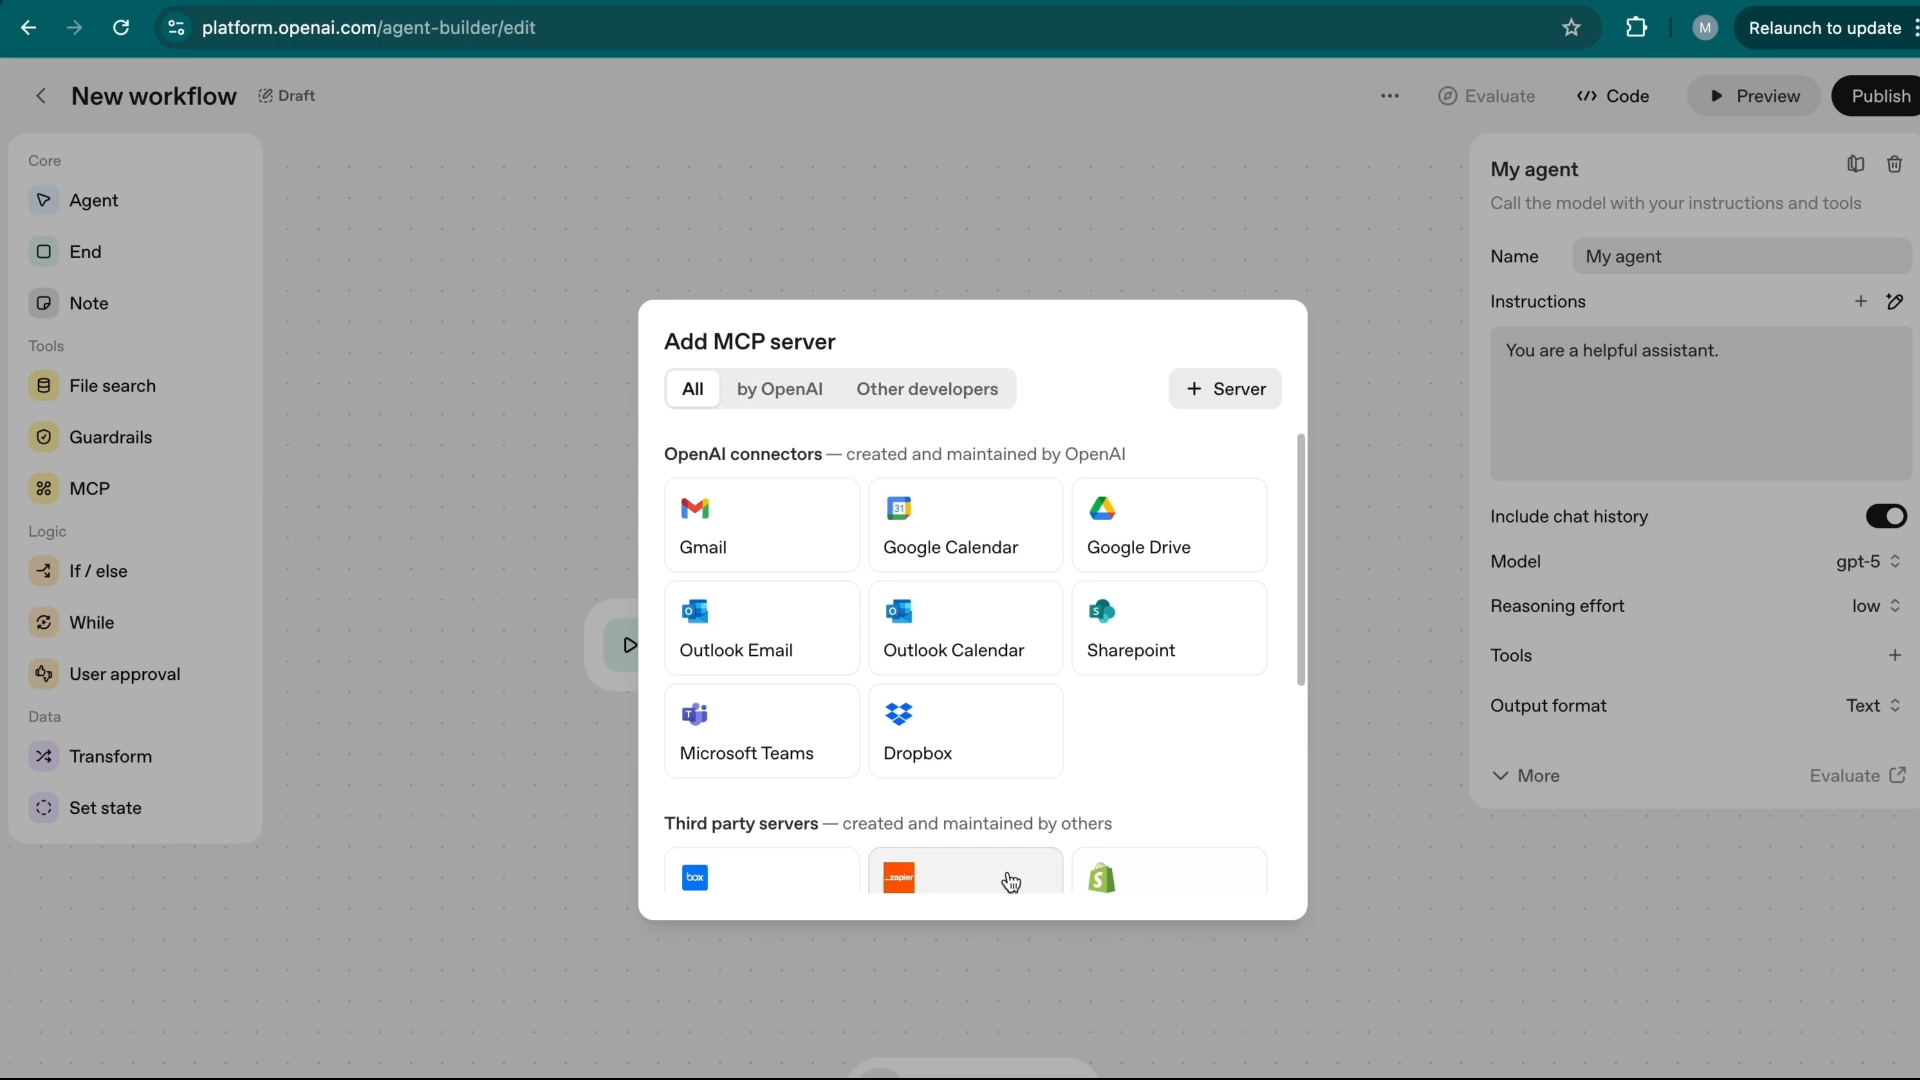 platform.openai.com/agent-builder/edit
M
Relaunch to update
New workflow
Draft
Evaluate
Code
Preview
Publish
Core
Agent
End
Note
Tools
File search
Guardrails
MCP
Logic
If / else
While
User approval
Data
Transform
Set state
Add MCP server
All
by OpenAI
Other developers
+ Server
OpenAI connectors — created and maintained by OpenAI
Gmail
31
Google Calendar
Google Drive
Outlook Email
Outlook Calendar
Sharepoint
Microsoft Teams
Dropbox
Third party servers — created and maintained by others
box
zapier
My agent
Call the model with your instructions and tools
Name
My agent
Instructions
You are a helpful assistant.
Include chat history
Model
gpt-5
Reasoning effort
low
Tools
Output format
Text
More
Evaluate